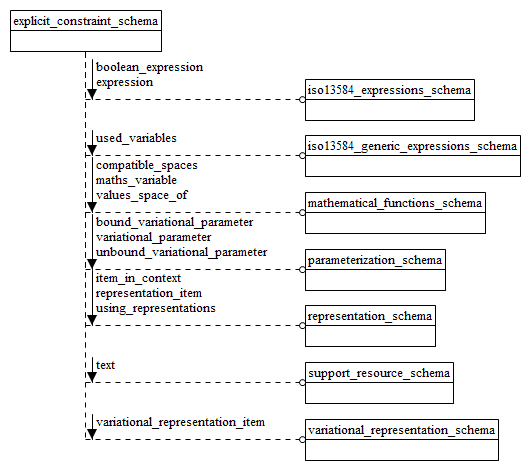 explicit_constraint_schema
boolean_expression
expression
iso13584_expressions_schema
used_variables
iso13584_generic_expressions_schema
compatible_spaces
maths_variable
values_space_of
mathematical_functions_schema
bound_variational_parameter
variational_parameter
unbound_variational_parameter
parameterization_schema
item_in_context
representation_item
using_representations
representation_schema
text
support_resource_schema
variational_representation_item
variational_representation_schema